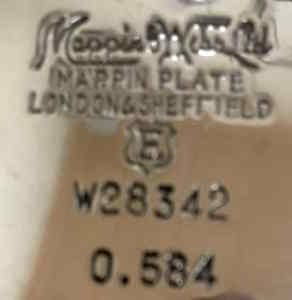 Mappin & Webb Ltd
MAPPIN PLATE
LONDON & SHEFFIELD
E
W28342
0.584